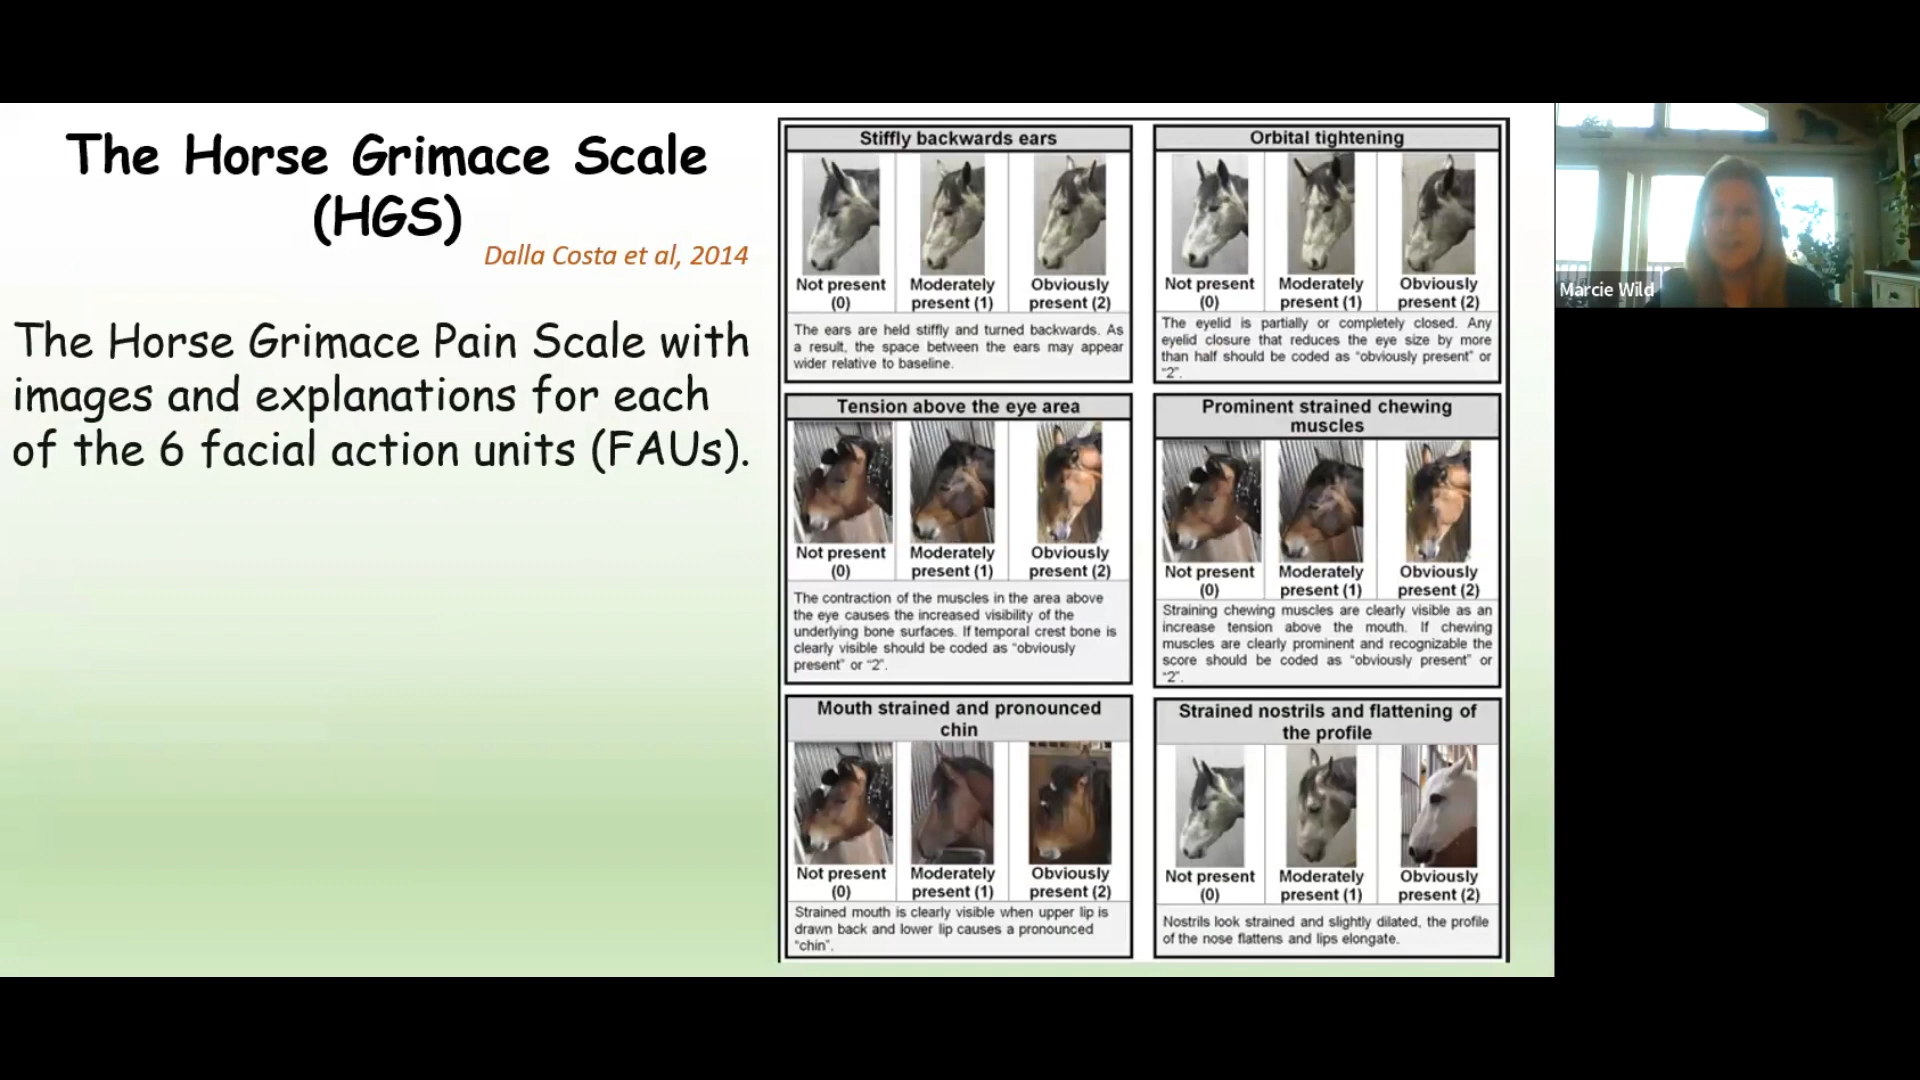 The Horse Grimace Scale
(HGS)
Dalla Costa et al, 2014
The Horse Grimace Pain Scale with
images and explanations for each
of the 6 facial action units (FAUs).
Stiffly backwards ears
Not present
(0)
Moderately
present (1)
Obviously
present (2)
The ears are held stiffly and turned backwards. As
a result, the space between the ears may appear
wider relative to baseline.
Orbital tightening
Not present
(0)
Moderately
present (1)
Obviously
present (2)
The eyelid is partially or completely closed. Any
eyelid closure that reduces the eye size by more
than half should be coded as “obviously present” or
“2”.
Tension above the eye area
Not present
(0)
Moderately
present (1)
Obviously
present (2)
The contraction of the muscles in the area above
the eye causes the increased visibility of the
underlying bone surfaces. If temporal crest bone is
clearly visible should be coded as “obviously
present” or “2”.
Prominent strained chewing
muscles
Not present
(0)
Moderately
present (1)
Obviously
present (2)
Straining chewing muscles are clearly visible as an
increase tension above the mouth. If chewing
muscles are clearly prominent and recognizable the
score should be coded as “obviously present” or
“2”.
Mouth strained and pronounced
chin
Not present
(0)
Moderately
present (1)
Obviously
present (2)
Strained mouth is clearly visible when upper lip is
drawn back and lower lip causes a pronounced
“chin”.
Strained nostrils and flattening of
the profile
Not present
(0)
Moderately
present (1)
Obviously
present (2)
Nostrils look strained and slightly dilated, the profile
of the nose flattens and lips elongate.
Marcie Wild